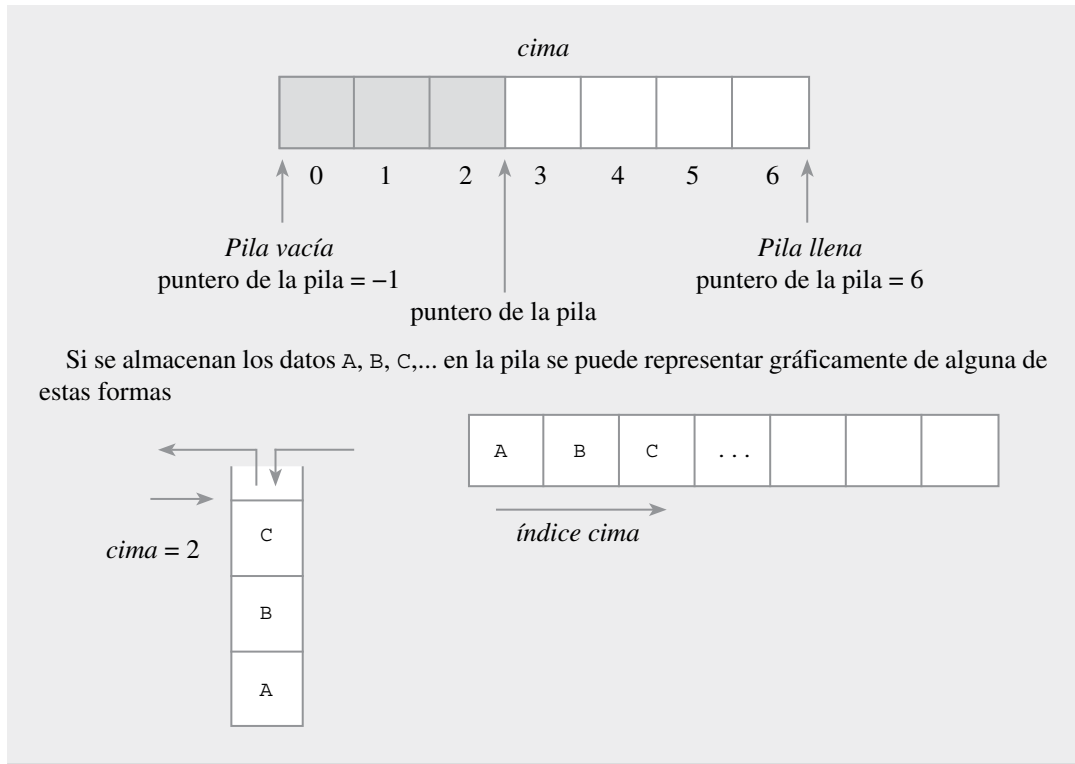 cima
0 1 2 3 4 5 6
Pila vacía
puntero de la pila = −1
Pila llena
puntero de la pila = 6
puntero de la pila
Si se almacenan los datos A, B, C,... en la pila se puede representar gráficamente de alguna de
estas formas
A B C ...
índice cima
cima = 2
C
B
A